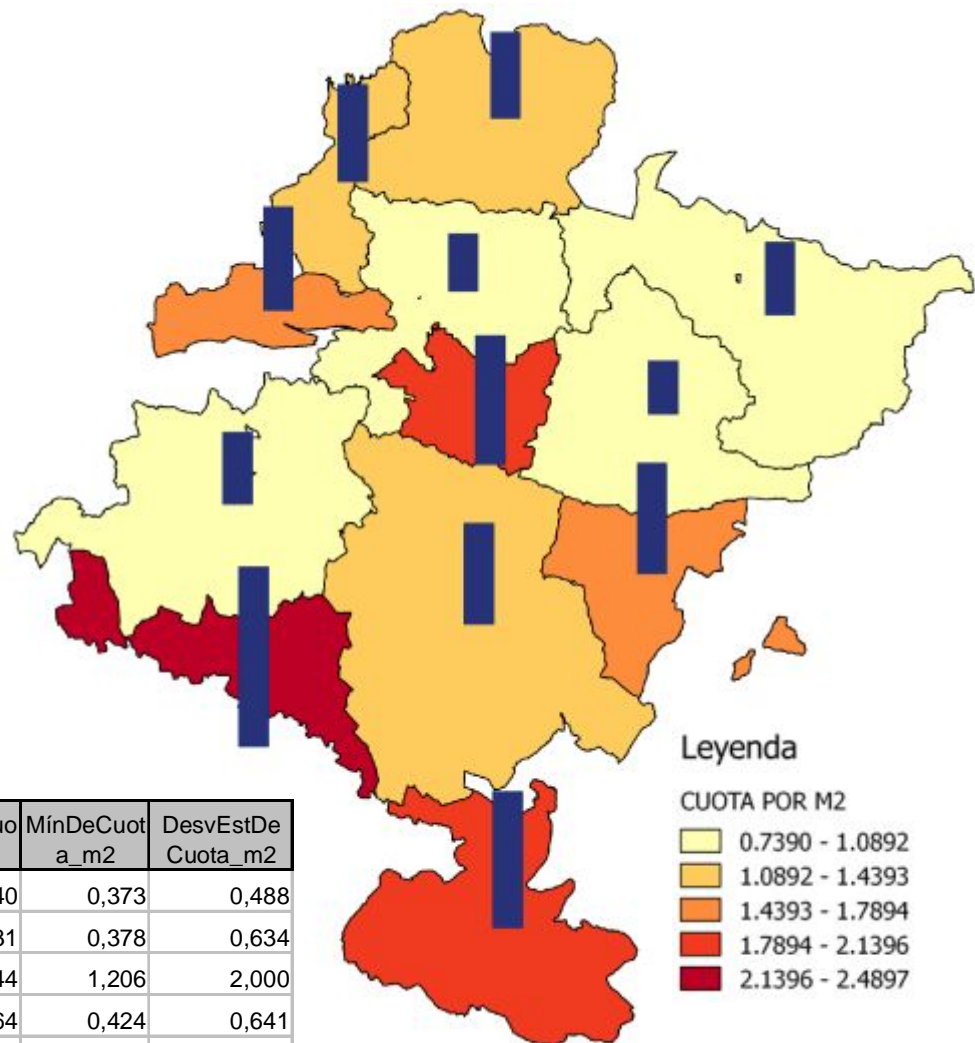 Leyenda
CUOTA POR M2
0.7390 - 1.0892
1.0892 - 1.4393
1.4393 - 1.7894
1.7894 - 2.1396
2.1396 - 2.4897
MínDeCuot DesvEstDe
a_m2 Cuota_m2
0,373 0,488
0,378 0,634
1,206 2,000
0,424 0,641